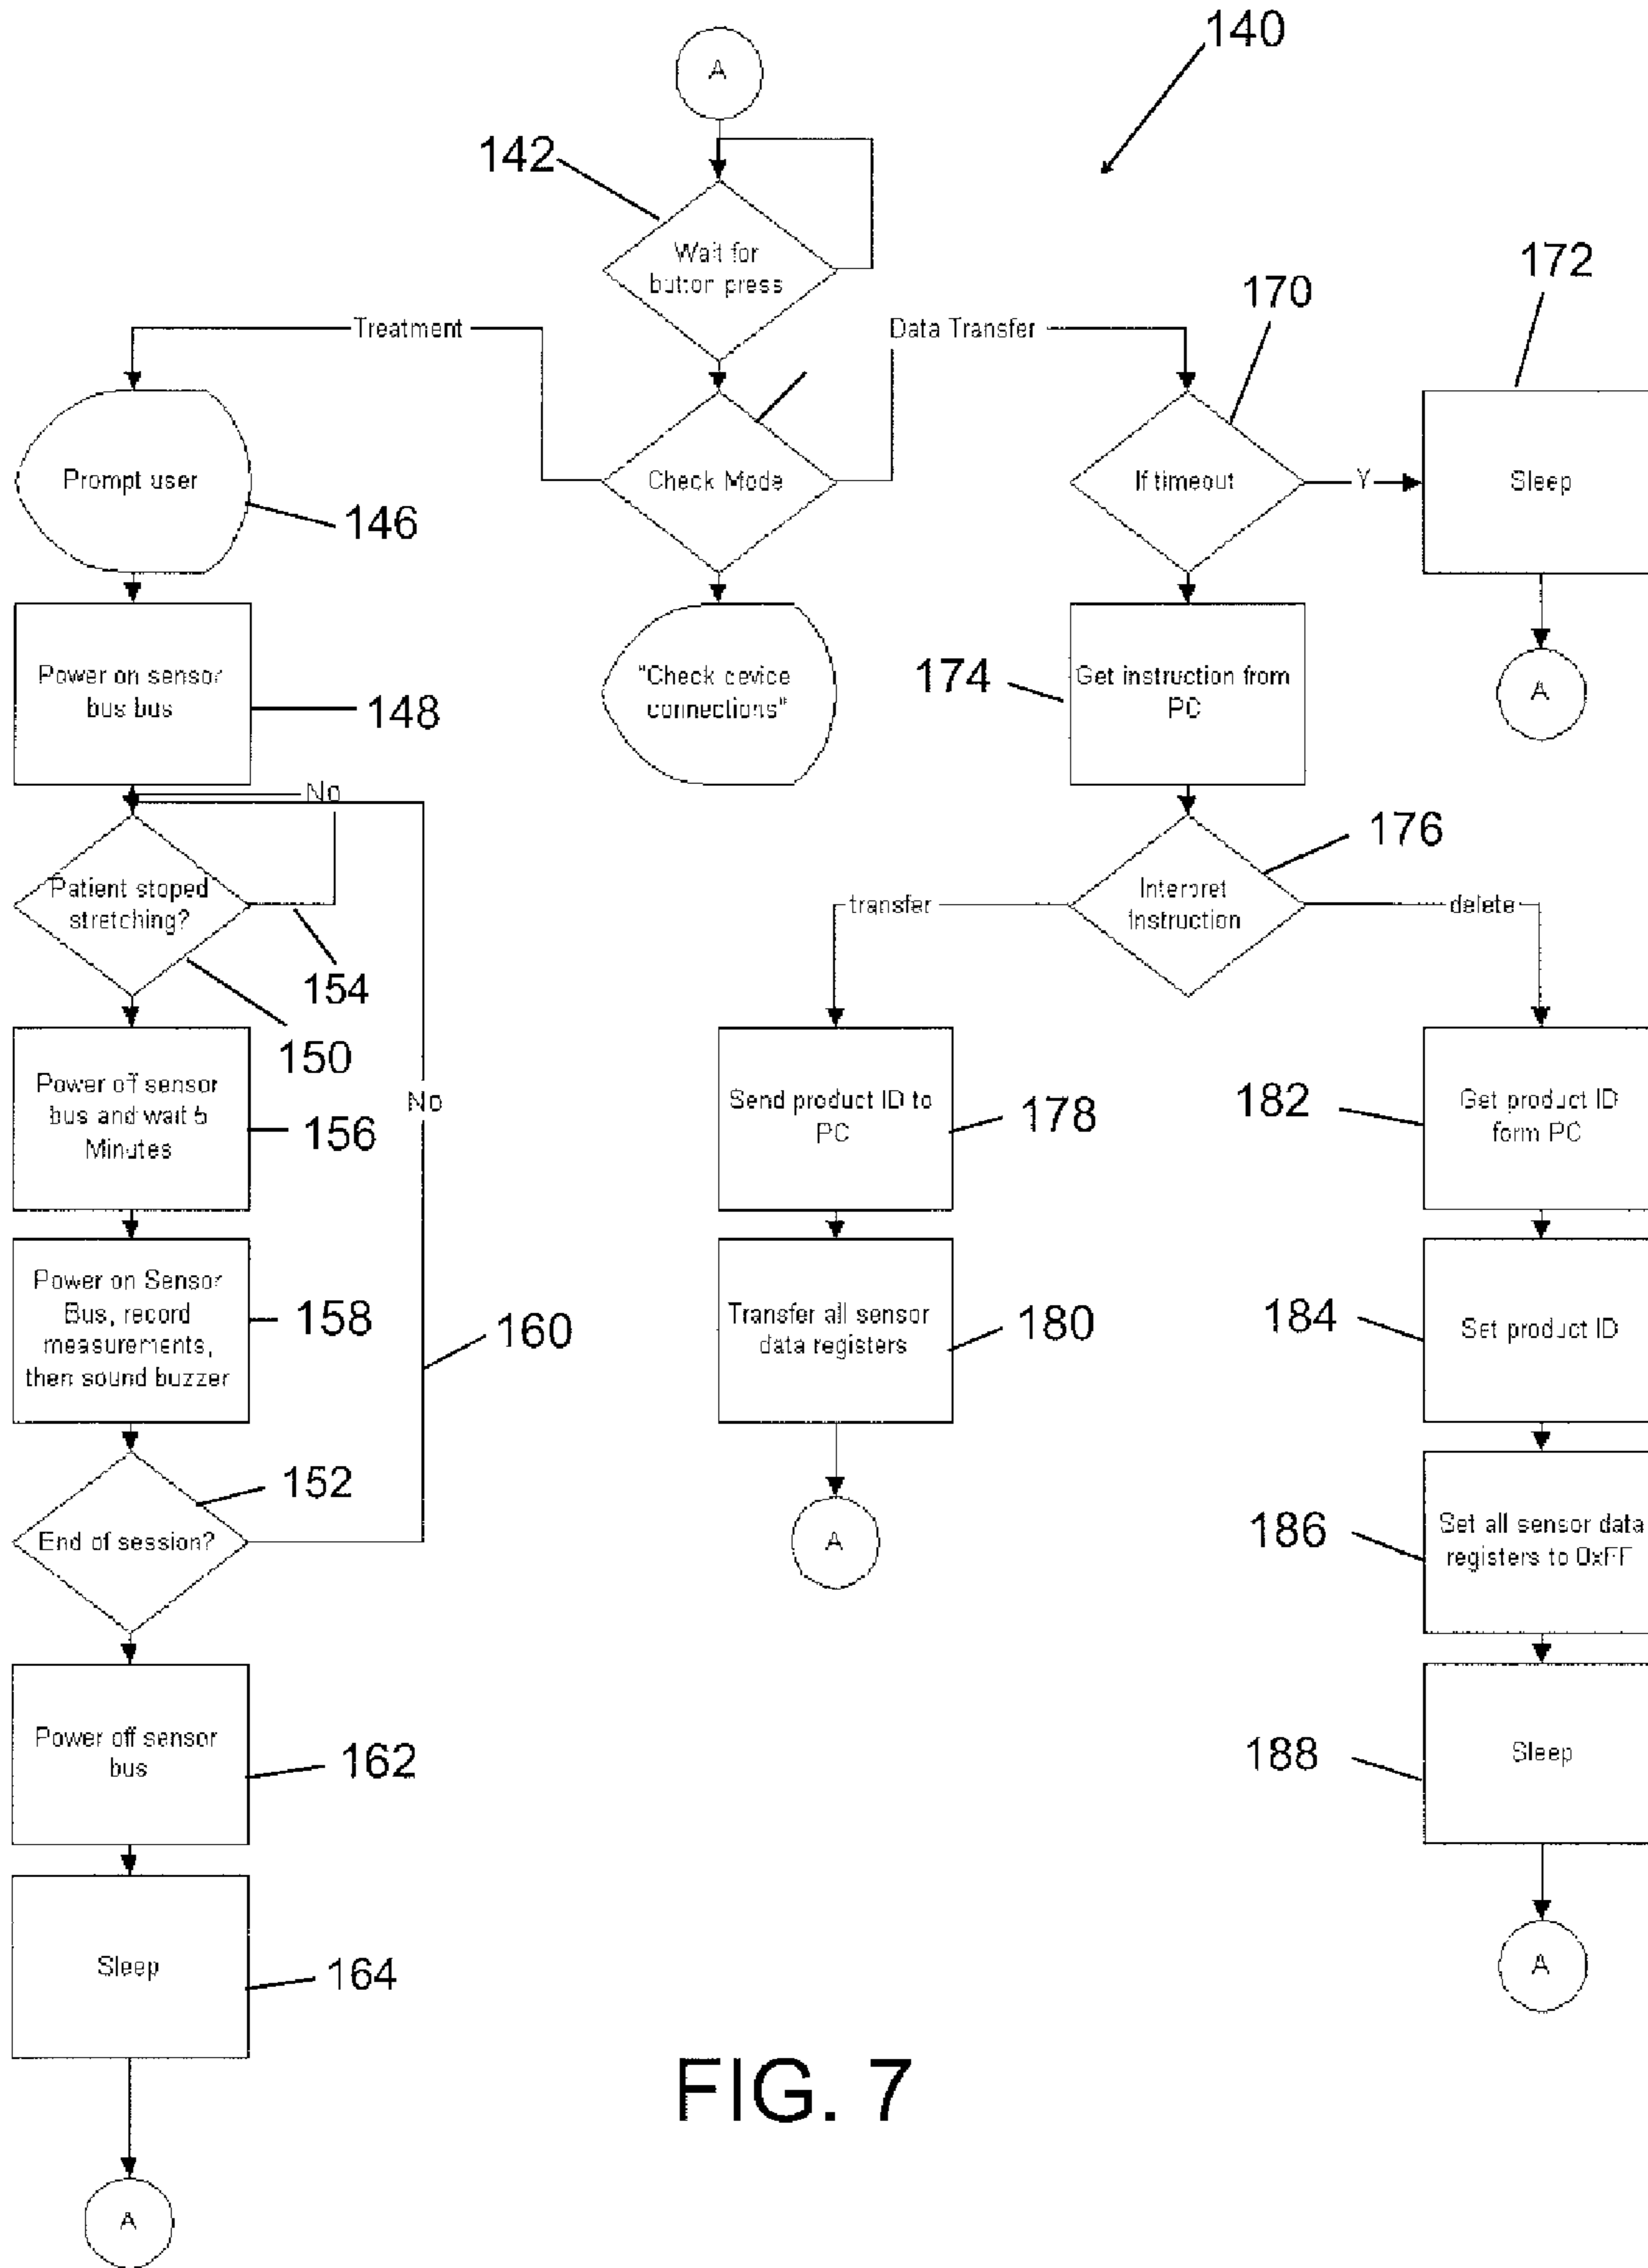 140
A
142
Wait for
button press
170
172
Treatment
Data Transfer
Prompt user
146
Check Mode
If timeout
Y
Sleep
Power on sensor
bus bus
148
"Check device
connections"
174
Get instruction from
PC
A
No
Patient stoped
stretching?
154
150
Interpret
Instruction
176
transfer
delete
Power off sensor
bus and wait 5
Minutes
156
No
Send product ID to
PC
178
182
Get product ID
form PC
Power on Sensor
Bus, record
measurements,
then sound buzzer
158
160
Transfer all sensor
data registers
180
184
Set product ID
152
End of session?
A
186
Set all sensor data
registers to 0xFF
Power off sensor
bus
162
188
Sleep
Sleep
164
A
FIG. 7
A